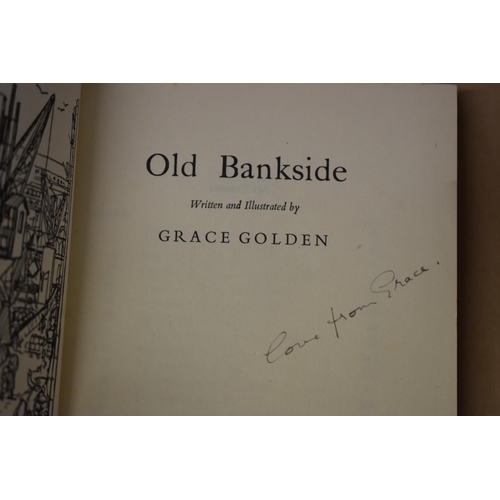 Old Bankside
Written and Illustrated by
GRACE GOLDEN
love from Grace.